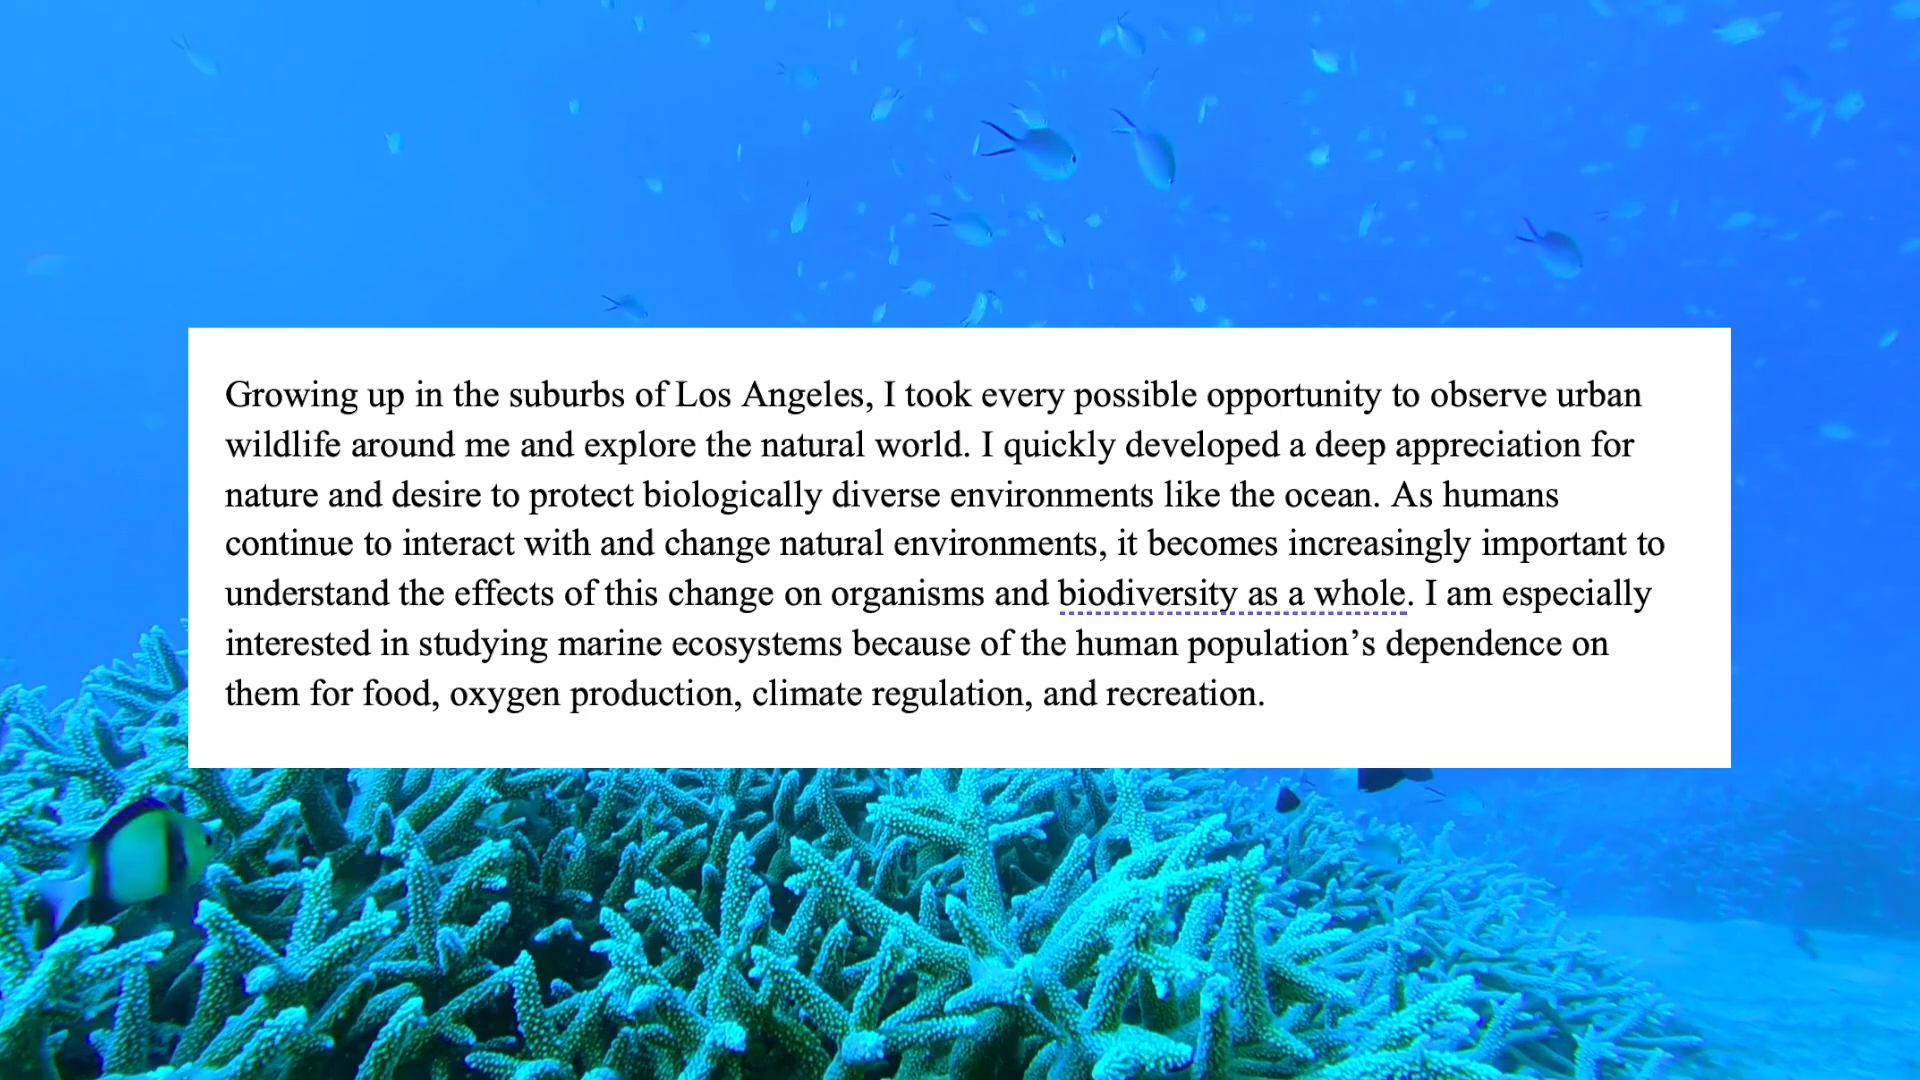 Growing up in the suburbs of Los Angeles, I took every possible opportunity to observe urban
wildlife around me and explore the natural world. I quickly developed a deep appreciation for
nature and desire to protect biologically diverse environments like the ocean. As humans
continue to interact with and change natural environments, it becomes increasingly important to
understand the effects of this change on organisms and biodiversity as a whole. I am especially
interested in studying marine ecosystems because of the human population’s dependence on
them for food, oxygen production, climate regulation, and recreation.